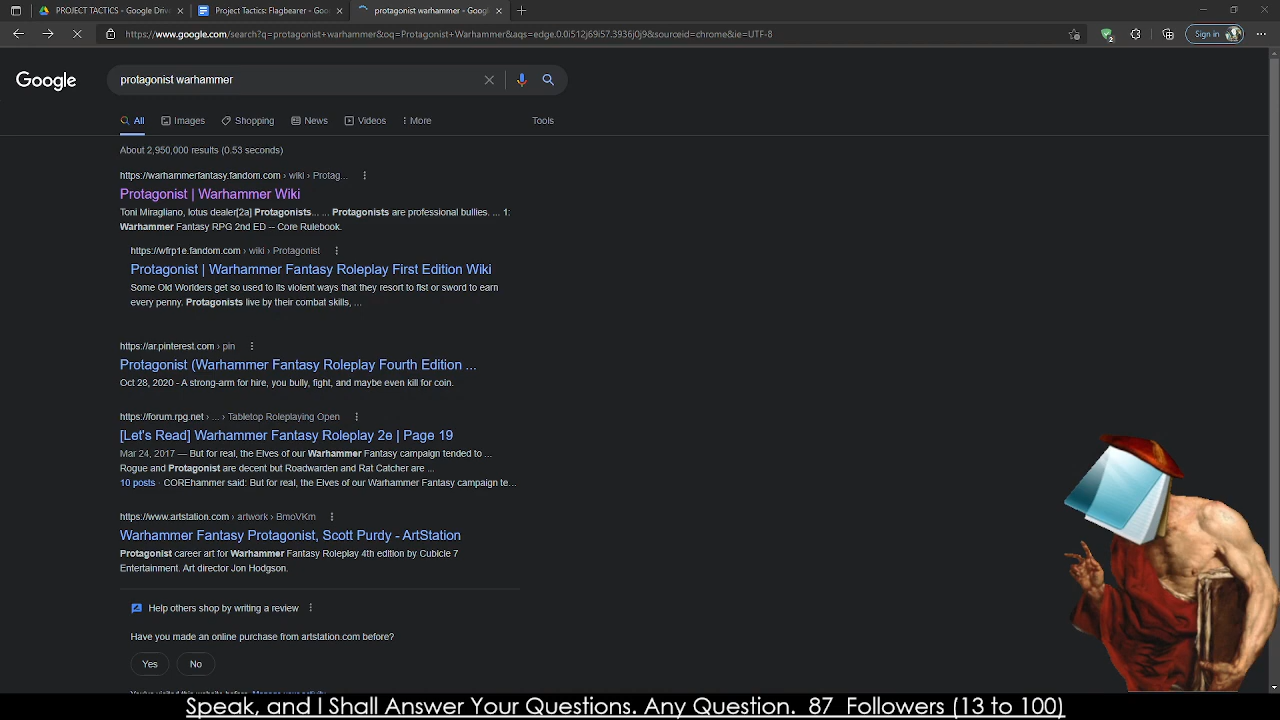 PROJECT TACTICS - Google Driv
Project Tactics: Flagbearer - Goo
protagonist warhammer - Googl
https://www.google.com/search?q=protagonist+warhammer&oq=Protagonist+Warhammer&aqs=edge.0.0i512j69i57.3936j0j9&sourceid=chrome&ie=UTF-8
2
Sign in
Google
protagonist warhammer
All
Images
Shopping
News
Videos
More
Tools
About 2,950,000 results (0.53 seconds)
https://warhammerfantasy.fandom.com › wiki › Protag...
Protagonist | Warhammer Wiki
Toni Miragliano, lotus dealer[2a] Protagonists... ... Protagonists are professional bullies. ... 1:
Warhammer Fantasy RPG 2nd ED -- Core Rulebook.
https://wfrp1e.fandom.com › wiki › Protagonist
Protagonist | Warhammer Fantasy Roleplay First Edition Wiki
Some Old Worlders get so used to its violent ways that they resort to fist or sword to earn
every penny. Protagonists live by their combat skills, ...
https://ar.pinterest.com › pin
Protagonist (Warhammer Fantasy Roleplay Fourth Edition ...
Oct 28, 2020 - A strong-arm for hire, you bully, fight, and maybe even kill for coin.
https://forum.rpg.net › ... › Tabletop Roleplaying Open
[Let's Read] Warhammer Fantasy Roleplay 2e | Page 19
Mar 24, 2017 — But for real, the Elves of our Warhammer Fantasy campaign tended to ...
Rogue and Protagonist are decent but Roadwarden and Rat Catcher are ...
10 posts · COREhammer said: But for real, the Elves of our Warhammer Fantasy campaign te...
https://www.artstation.com › artwork › BmoVKm
Warhammer Fantasy Protagonist, Scott Purdy - ArtStation
Protagonist career art for Warhammer Fantasy Roleplay 4th edition by Cubicle 7
Entertainment. Art director Jon Hodgson.
Help others shop by writing a review
Have you made an online purchase from artstation.com before?
Yes
No
You've visited this website before. Manage your activity
Speak, and I Shall Answer Your Questions. Any Question. 87 Followers (13 to 100)